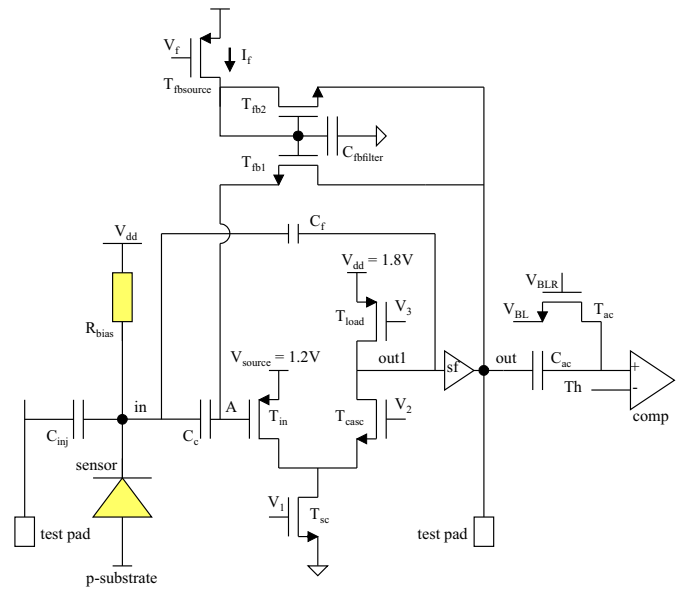 V_f
I_f
T_fbsource
T_fb2
C_fbfilter
T_fb1
C_f
V_dd
V_dd = 1.8V
V_BLR
V_3
V_BL
T_ac
T_load
R_bias
V_source = 1.2V
out1
sf
out
C_ac
+
Th
-
in
A
T_in
T_casc
V_2
comp
C_inj
C_c
sensor
V_1
T_sc
test pad
test pad
p-substrate